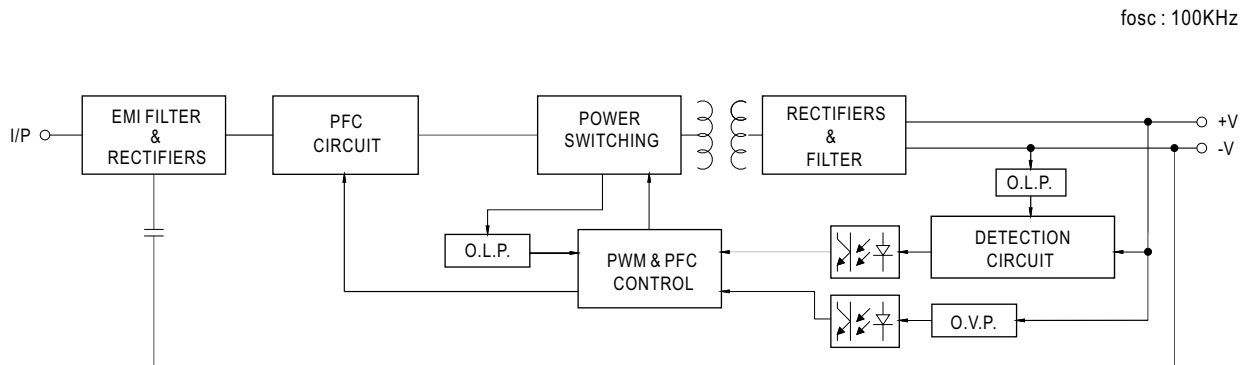 fosc : 100KHz
I/P
EMI FILTER
&
RECTIFIERS
PFC
CIRCUIT
POWER
SWITCHING
RECTIFIERS
&
FILTER
+V
-V
O.L.P.
O.L.P.
PWM & PFC
CONTROL
DETECTION
CIRCUIT
O.V.P.